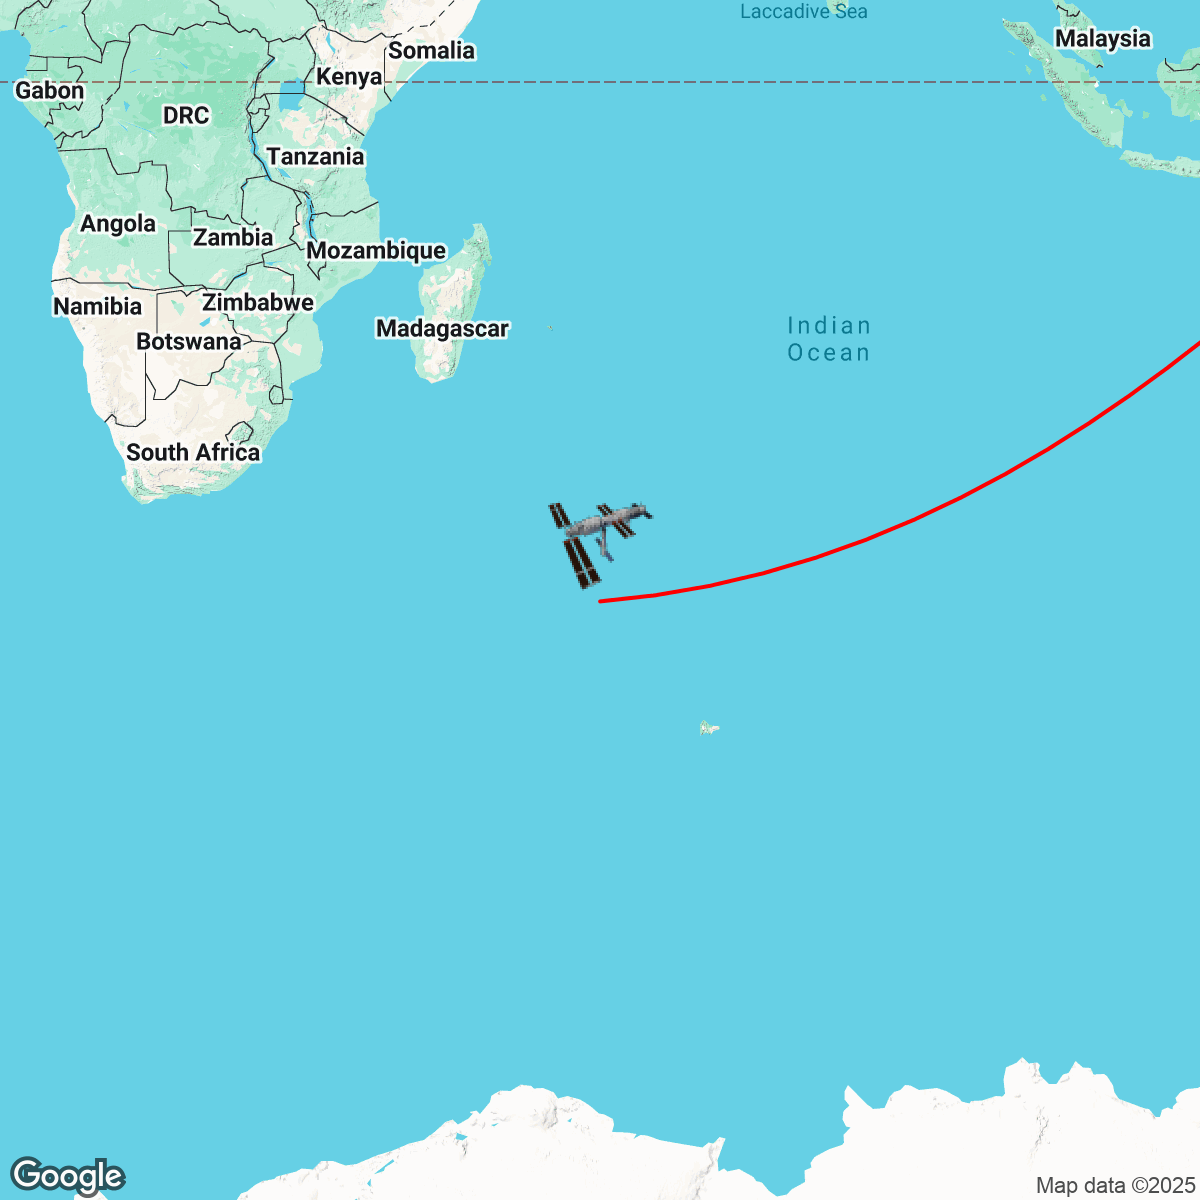 Laccadive Sea
Malaysia
Somalia
Kenya
Gabon
DRC
Tanzania
Angola
Zambia
Mozambique
Namibia
Zimbabwe
Botswana
Madagascar
Indian
Ocean
South Africa
Google
Map data ©2025